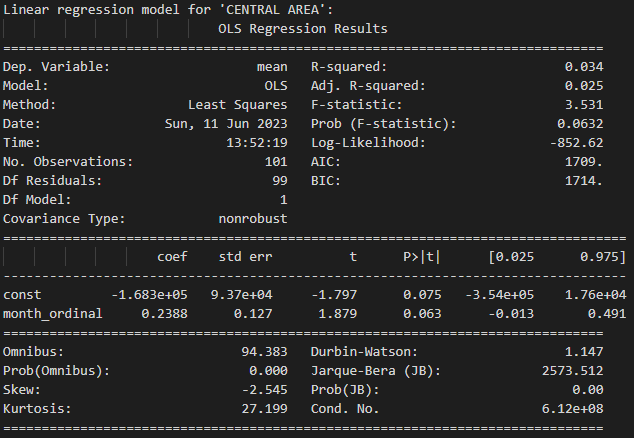 Linear regression model for 'CENTRAL AREA':
OLS Regression Results
==============================================================================
Dep. Variable: mean R-squared: 0.034
Model: OLS Adj. R-squared: 0.025
Method: Least Squares F-statistic: 3.531
Date: Sun, 11 Jun 2023 Prob (F-statistic): 0.0632
Time: 13:52:19 Log-Likelihood: -852.62
No. Observations: 101 AIC: 1709.
Df Residuals: 99 BIC: 1714.
Df Model: 1
Covariance Type: nonrobust
=================================================================================
coef std err t P>|t| [0.025 0.975]
---------------------------------------------------------------------------------
const -1.683e+05 9.37e+04 -1.797 0.075 -3.54e+05 1.76e+04
month_ordinal 0.2388 0.127 1.879 0.063 -0.013 0.491
==============================================================================
Omnibus: 94.383 Durbin-Watson: 1.147
Prob(Omnibus): 0.000 Jarque-Bera (JB): 2573.512
Skew: -2.545 Prob(JB): 0.00
Kurtosis: 27.199 Cond. No. 6.12e+08
==============================================================================